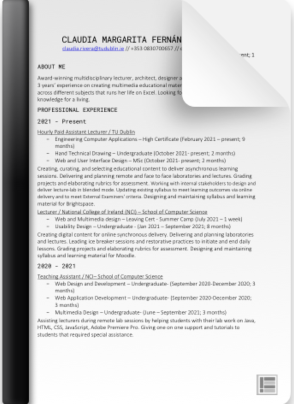 CLAUDIA MARGARITA FERNÁN
claudia.rivera@tudublin.ie // +353 0830700657 //
ABOUT ME
Award-winning multidisciplinary lecturer, architect, designer
3 years' experience on creating multimedia educational mater
across different subjects that runs her life on Excel. Looking fo
knowledge for a living.
PROFESSIONAL EXPERIENCE
2021 – Present
Hourly Paid Assistant Lecturer / TU Dublin
– Engineering Computer Applications – High Certificate (February 2021 – present; 9
months)
– Hand Technical Drawing – Undergraduate (October 2021- present; 2 months)
– Web and User Interface Design – MSc (October 2021-present; 2 months)
Creating, curating, and selecting educational content to deliver asynchronous learning
sessions. Delivering and planning remote and face to face laboratories and lectures. Grading
projects and elaborating rubrics for assessment. Working with internal stakeholders to design and
deliver lecture-lab in blended mode. Updating existing syllabus to meet learning outcomes via online
delivery and to meet External Examiners' criteria. Designing and maintaining syllabus and learning
material for Brightspace.
Lecturer / National College of Ireland (NCI) – School of Computer Science
– Web and Multimedia design – Leaving Cert - Summer Camp (July 2021 – 1 week)
– Usability Design – Undergraduate - (Jan 2021 – September 2021; 8 months)
Creating digital content for online synchronous delivery. Delivering and planning laboratories
and lectures. Leading ice breaker sessions and restorative practices to initiate and end daily
lessons. Grading projects and elaborating rubrics for assessment. Designing and maintaining
syllabus and learning material for Moodle.
2020 – 2021
Teaching Assistant / NCI – School of Computer Science
– Web Design and Development – Undergraduate- (September 2020-December 2020; 3
months)
– Web Application Development – Undergraduate- (September 2020-December 2020,
3 months)
– Multimedia Design – Undergraduate- (June – September 2021; 3 months)
Assisting lecturers during remote lab sessions by helping students with their lab work on Java,
HTML, CSS, JavaScript, Adobe Premiere Pro. Giving one on one support and tutorials to
students that required special assistance.